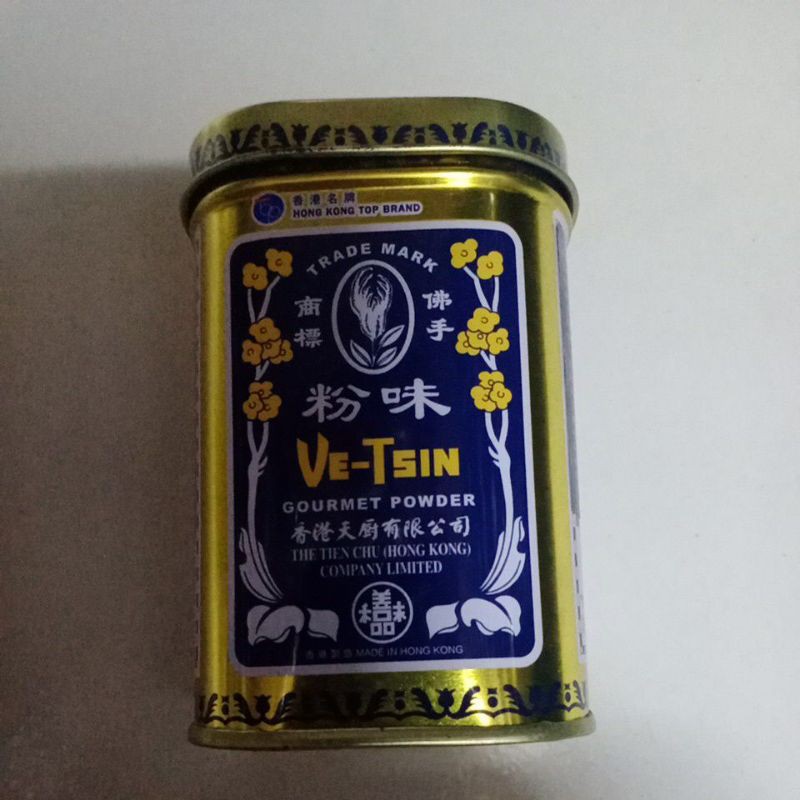 香港名牌
HONG KONG TOP BRAND
TRADE MARK
商標
佛手
粉味
VE-TSIN
GOURMET POWDER
香港天廚有限公司
THE TIEN CHU (HONG KONG)
COMPANY LIMITED
香港製造 MADE IN HONG KONG